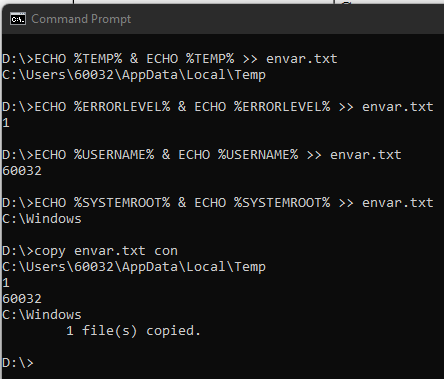 Command Prompt
D:\>ECHO %TEMP% & ECHO %TEMP% >> envar.txt
C:\Users\60032\AppData\Local\Temp
D:\>ECHO %ERRORLEVEL% & ECHO %ERRORLEVEL% >> envar.txt
1
D:\>ECHO %USERNAME% & ECHO %USERNAME% >> envar.txt
60032
D:\>ECHO %SYSTEMROOT% & ECHO %SYSTEMROOT% >> envar.txt
C:\Windows
D:\>copy envar.txt con
C:\Users\60032\AppData\Local\Temp
1
60032
C:\Windows
        1 file(s) copied.
D:\>